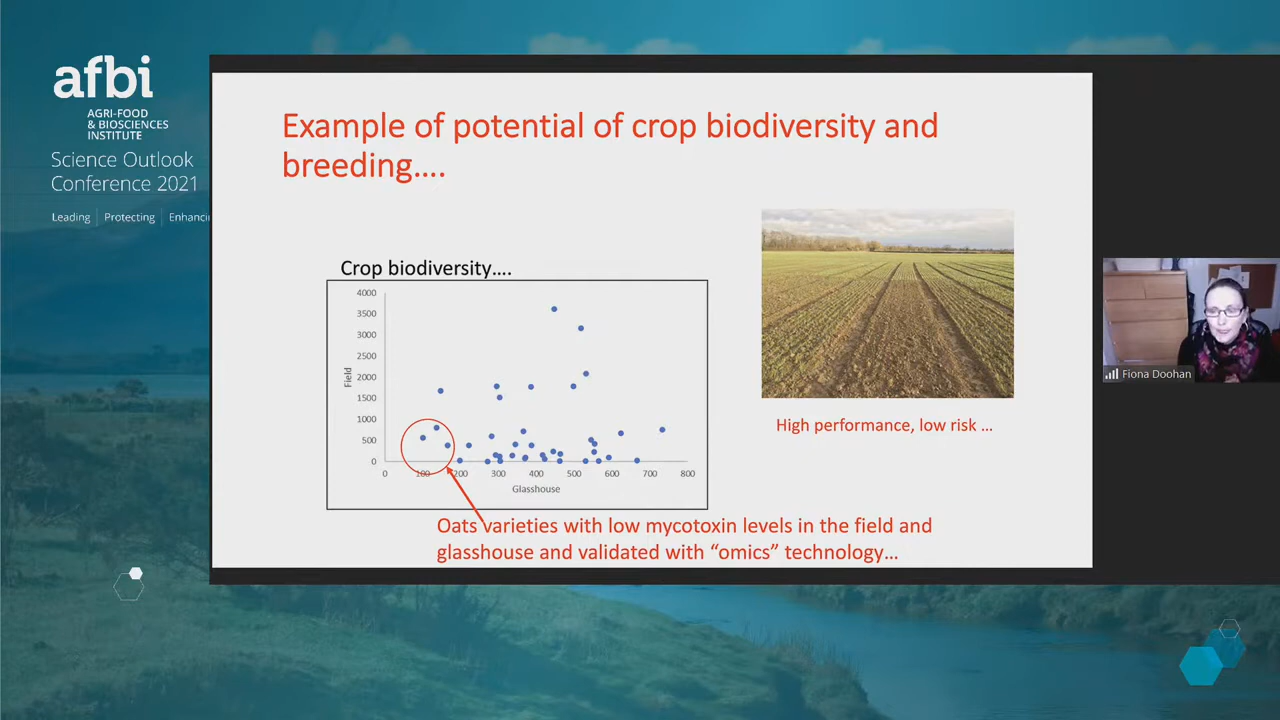 afbi
AGRI-FOOD
& BIOSCIENCES
INSTITUTE
Science Outlook
Conference 2021
Leading
Protecting
Enhancin
Example of potential of crop biodiversity and
breeding....
Crop biodiversity....
4000
3500
3000
2500
2000
1500
1000
500
0
Field
0
100
200
300
400
500
600
700
800
Glasshouse
High performance, low risk ...
Oats varieties with low mycotoxin levels in the field and
glasshouse and validated with “omics” technology...
Fiona Doohan